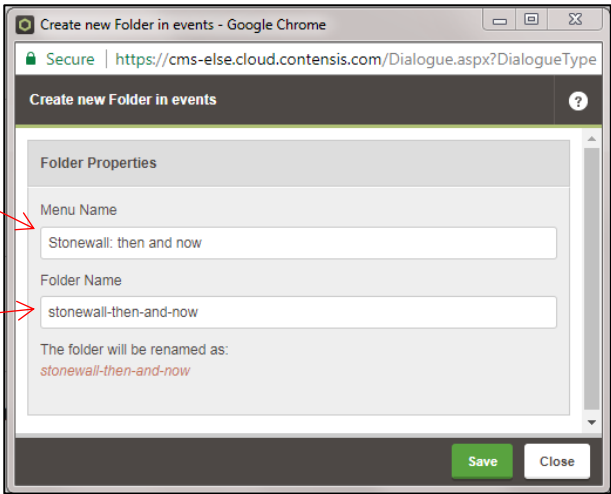 Create new Folder in events - Google Chrome
Secure | https://cms-else.cloud.contensis.com/Dialogue.aspx?DialogueType
Create new Folder in events
?
Folder Properties
Menu Name
Stonewall: then and now
Folder Name
stonewall-then-and-now
The folder will be renamed as:
stonewall-then-and-now
Save Close